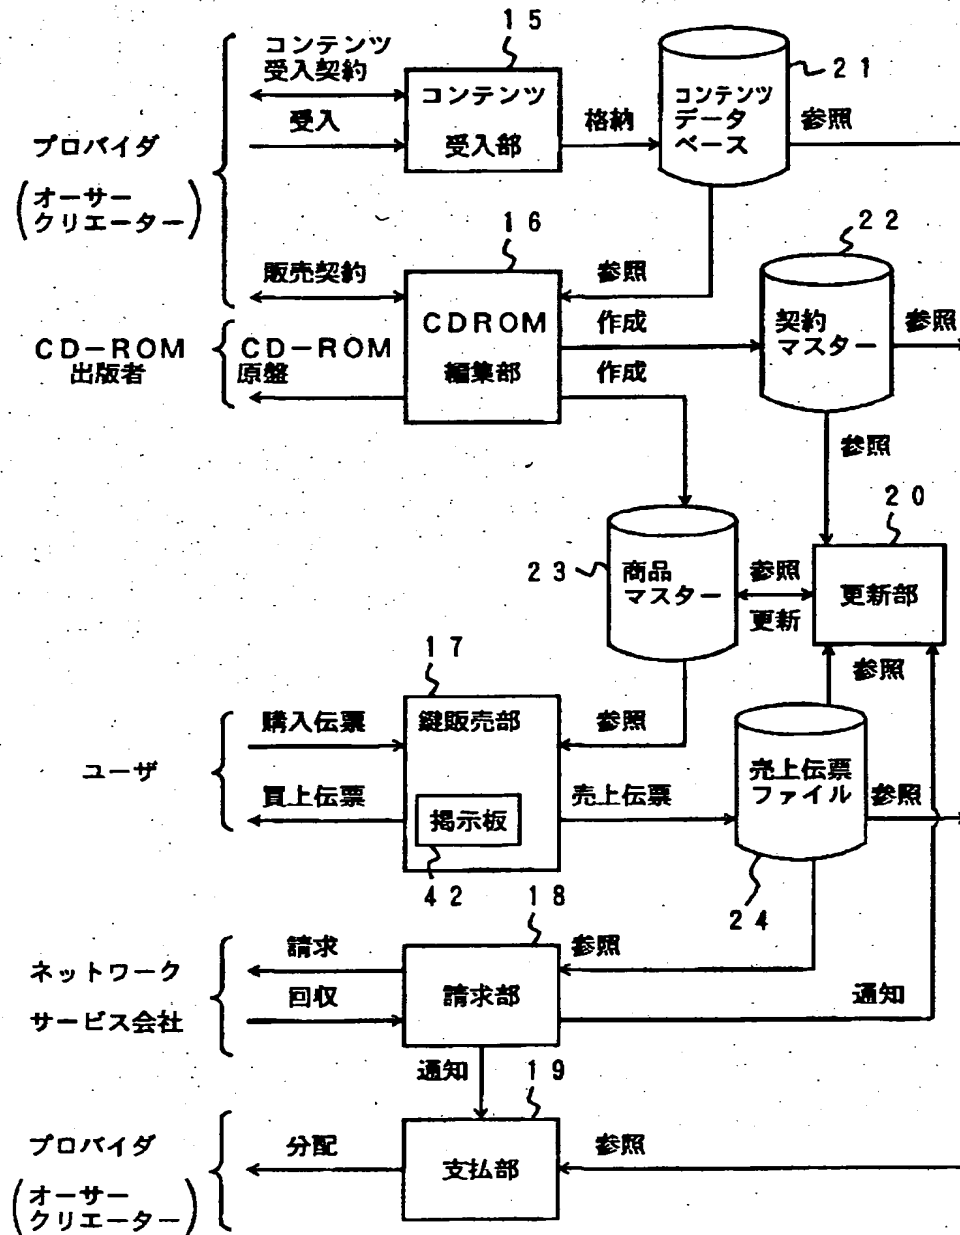 15
コンテンツ
受入契約
コンテンツ
受入部
受入
格納
コンテンツ
データ
ベース
21
参照
プロバイダ
(オーサー
クリエーター)
16
22
販売契約
参照
CDROM
編集部
作成
作成
契約
マスター
参照
CD-ROM
出版者
CD-ROM
原盤
参照
20
23
商品
マスター
参照
更新
更新部
17
参照
購入伝票
鍵販売部
参照
ユーザ
買上伝票
掲示板
売上伝票
売上伝票
ファイル
参照
42
18
24
ネットワーク
サービス会社
請求
回収
請求部
参照
通知
通知
19
プロバイダ
(オーサー
クリエーター)
分配
支払部
参照